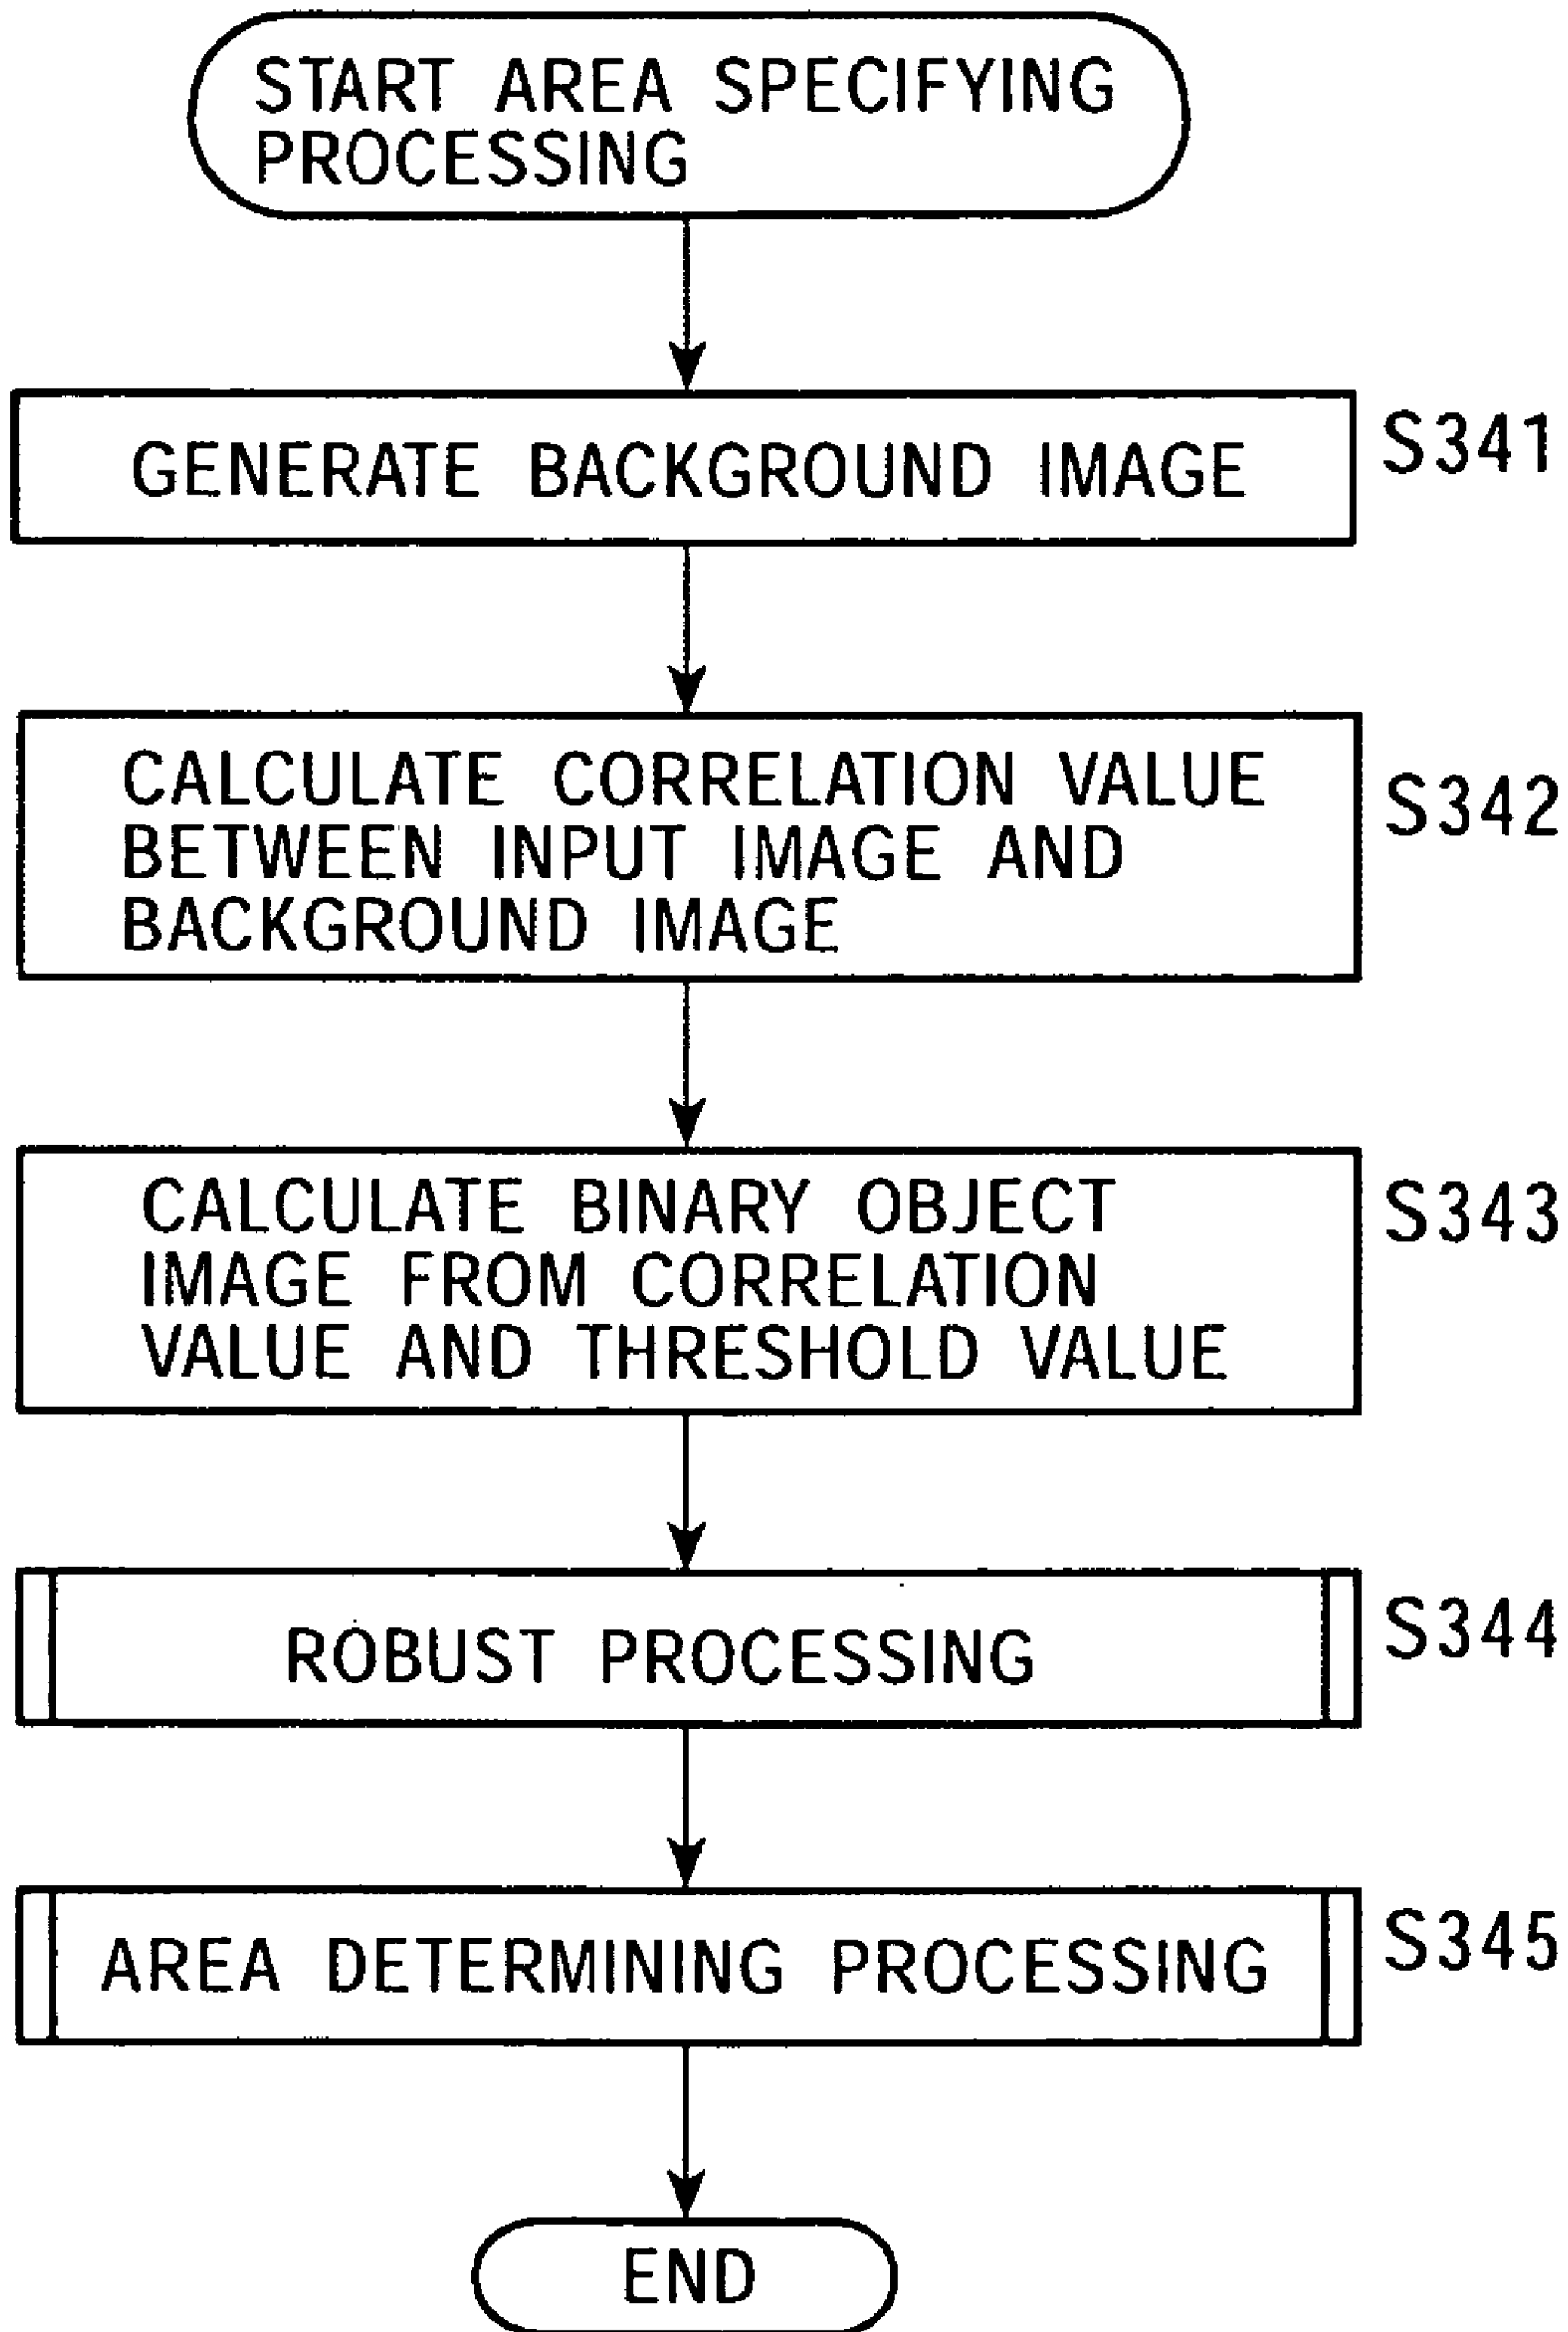 START AREA SPECIFYING
PROCESSING
GENERATE BACKGROUND IMAGE
S341
CALCULATE CORRELATION VALUE
BETWEEN INPUT IMAGE AND
BACKGROUND IMAGE
S342
CALCULATE BINARY OBJECT
IMAGE FROM CORRELATION
VALUE AND THRESHOLD VALUE
S343
ROBUST PROCESSING
S344
AREA DETERMINING PROCESSING
S345
END